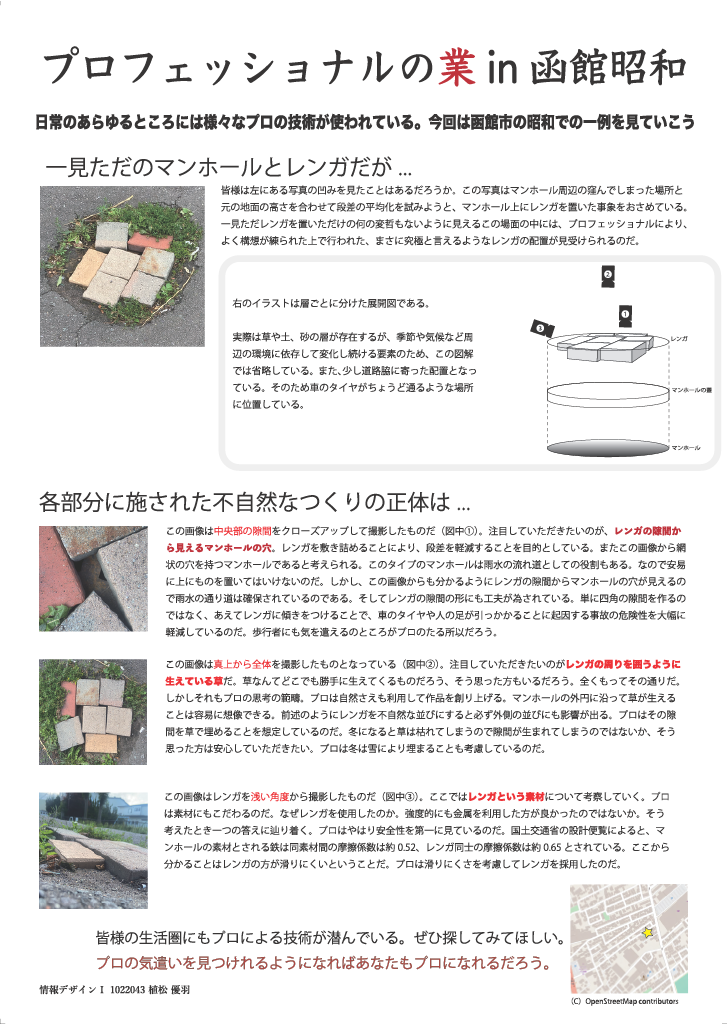 プロフェッショナルの業 in 函館昭和
日常のあらゆるところには様々なプロの技術が使われている。今回は函館市の昭和での一例を見ていこう
一見ただのマンホールとレンガだが ...
皆様は左にある写真の凹みを見たことはあるだろうか。この写真はマンホール周辺の窪んでしまった場所と
元の地面の高さを合わせて段差の平均化を試みようと、マンホール上にレンガを置いた事象をおさめている。
一見ただレンガを置いただけの何の変哲もないように見えるこの場面の中には、プロフェッショナルにより、
よく構想が練られた上で行われた、まさに究極と言えるようなレンガの配置が見受けられるのだ。
右のイラストは層ごとに分けた展開図である。
実際は草や土、砂の層が存在するが、季節や気候など周
辺の環境に依存して変化し続ける要素のため、この図解
では省略している。また、少し道路脇に寄った配置となっ
ている。そのため車のタイヤがちょうど通るような場所
に位置している。
②
①
③
レンガ
マンホールの蓋
マンホール
各部分に施された不自然なつくりの正体は ...
この画像は中央部の隙間をクローズアップして撮影したものだ（図中①）。注目していただきたいのが、レンガの隙間か
ら見えるマンホールの穴。レンガを敷き詰めることにより、段差を軽減することを目的としている。またこの画像から網
状の穴を持つマンホールであると考えられる。このタイプのマンホールは雨水の流れ道としての役割もある。なので安易
に上にものを置いてはいけないのだ。しかし、この画像からも分かるようにレンガの隙間からマンホールの穴が見えるの
で雨水の通り道は確保されているのである。そしてレンガの隙間の形にも工夫が為されている。単に四角の隙間を作るの
ではなく、あえてレンガに傾きをつけることで、車のタイヤや人の足が引っかかることに起因する事故の危険性を大幅に
軽減しているのだ。歩行者にも気を遣えるのところがプロのたる所以だろう。
この画像は真上から全体を撮影したものとなっている（図中②）。注目していただきたいのがレンガの周りを囲うように
生えている草だ。草なんてどこでも勝手に生えてくるものだろう、そう思った方もいるだろう。全くもってその通りだ。
しかしそれもプロの思考の範疇。プロは自然さえも利用して作品を創り上げる。マンホールの外円に沿って草が生える
ことは容易に想像できる。前述のようにレンガを不自然な並びにすると必ず外側の並びにも影響が出る。プロはその隙
間を草で埋めることを想定しているのだ。冬になると草は枯れてしまうので隙間が生まれてしまうのではないか、そう
思った方は安心していただきたい。プロは冬は雪により埋まることも考慮しているのだ。
この画像はレンガを浅い角度から撮影したものだ（図中③）。ここではレンガという素材について考察していく。プロ
は素材にもこだわるのだ。なぜレンガを使用したのか。強度的にも金属を利用した方が良かったのではないか。そう
考えたとき一つの答えに辿り着く。プロはやはり安全性を第一に見ているのだ。国土交通省の設計便覧によると、マ
ンホールの素材とされる鉄は同素材間の摩擦係数は約 0.52、レンガ同士の摩擦係数は約 0.65 とされている。ここから
分かることはレンガの方が滑りにくいということだ。プロは滑りにくさを考慮してレンガを採用したのだ。
皆様の生活圏にもプロによる技術が潜んでいる。ぜひ探してみてほしい。
プロの気遣いを見つけれるようになればあなたもプロになれるだろう。
情報デザインⅠ 1022043 植松 優羽
（C） OpenStreetMap contributors